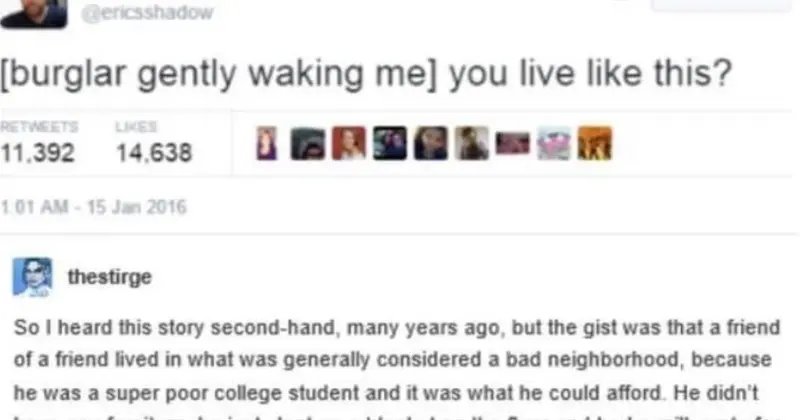 @ericsshadow
[burglar gently waking me] you live like this?
RETWEETS LIKES
11,392 14,638
1:01 AM - 15 Jan 2016
thestirge
So I heard this story second-hand, many years ago, but the gist was that a friend
of a friend lived in what was generally considered a bad neighborhood, because
he was a super poor college student and it was what he could afford. He didn't